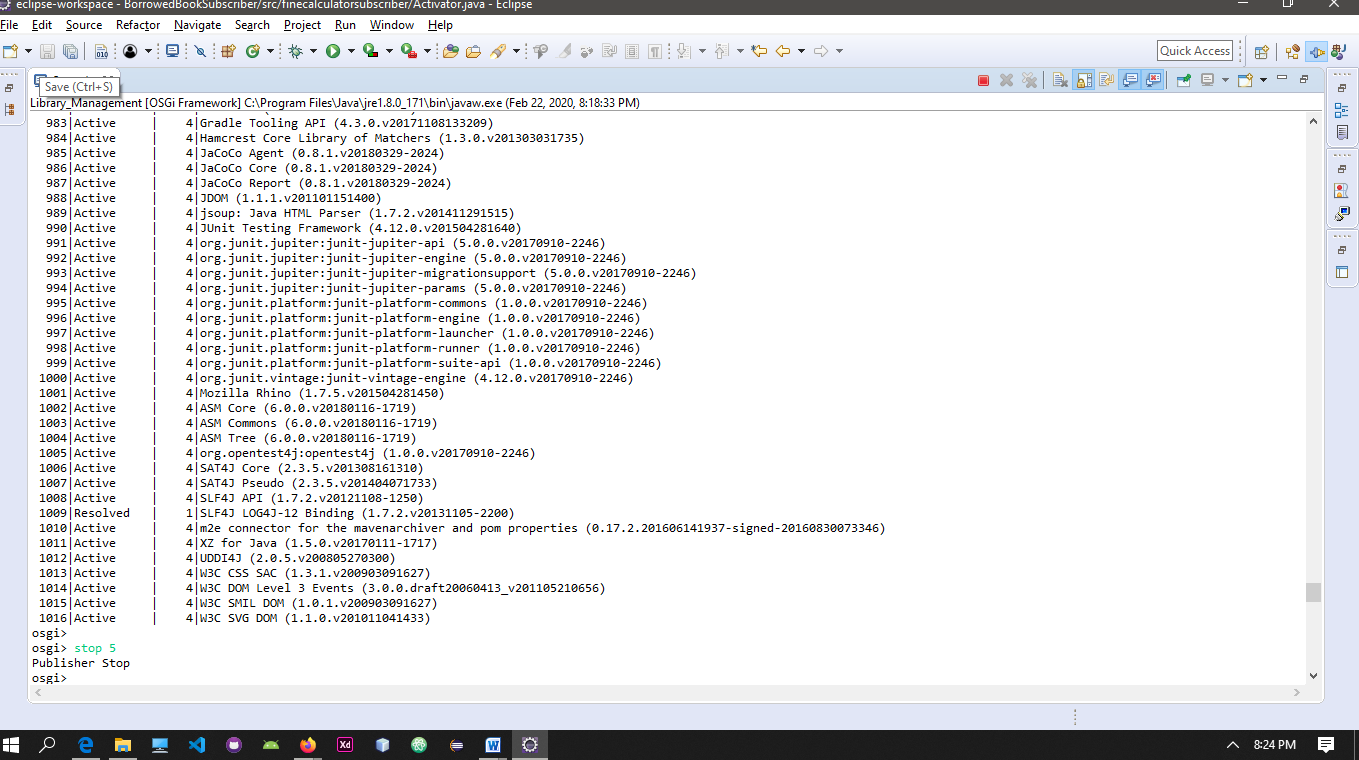 eclipse-workspace - BorrowedBookSubscriber/src/finecalculatorsubscriber/Activator.java - Eclipse
File Edit Source Refactor Navigate Search Project Run Window Help
Quick Access
Save (Ctrl+S)
Library_Management [OSGi Framework] C:\Program Files\Java\jre1.8.0_171\bin\javaw.exe (Feb 22, 2020, 8:18:33 PM)
983|Active | 4|Gradle Tooling API (4.3.0.v20171108133209)
984|Active | 4|Hamcrest Core Library of Matchers (1.3.0.v201303031735)
985|Active | 4|JaCoCo Agent (0.8.1.v20180329-2024)
986|Active | 4|JaCoCo Core (0.8.1.v20180329-2024)
987|Active | 4|JaCoCo Report (0.8.1.v20180329-2024)
988|Active | 4|JDOM (1.1.1.v201101151400)
989|Active | 4|jsoup: Java HTML Parser (1.7.2.v201411291515)
990|Active | 4|JUnit Testing Framework (4.12.0.v201504281640)
991|Active | 4|org.junit.jupiter:junit-jupiter-api (5.0.0.v20170910-2246)
992|Active | 4|org.junit.jupiter:junit-jupiter-engine (5.0.0.v20170910-2246)
993|Active | 4|org.junit.jupiter:junit-jupiter-migrationsupport (5.0.0.v20170910-2246)
994|Active | 4|org.junit.jupiter:junit-jupiter-params (5.0.0.v20170910-2246)
995|Active | 4|org.junit.platform:junit-platform-commons (1.0.0.v20170910-2246)
996|Active | 4|org.junit.platform:junit-platform-engine (1.0.0.v20170910-2246)
997|Active | 4|org.junit.platform:junit-platform-launcher (1.0.0.v20170910-2246)
998|Active | 4|org.junit.platform:junit-platform-runner (1.0.0.v20170910-2246)
999|Active | 4|org.junit.platform:junit-platform-suite-api (1.0.0.v20170910-2246)
1000|Active | 4|org.junit.vintage:junit-vintage-engine (4.12.0.v20170910-2246)
1001|Active | 4|Mozilla Rhino (1.7.5.v201504281450)
1002|Active | 4|ASM Core (6.0.0.v20180116-1719)
1003|Active | 4|ASM Commons (6.0.0.v20180116-1719)
1004|Active | 4|ASM Tree (6.0.0.v20180116-1719)
1005|Active | 4|org.opentest4j:opentest4j (1.0.0.v20170910-2246)
1006|Active | 4|SAT4J Core (2.3.5.v201308161310)
1007|Active | 4|SAT4J Pseudo (2.3.5.v201404071733)
1008|Active | 4|SLF4J API (1.7.2.v20121108-1250)
1009|Resolved | 1|SLF4J LOG4J-12 Binding (1.7.2.v20131105-2200)
1010|Active | 4|m2e connector for the mavenarchiver and pom properties (0.17.2.201606141937-signed-20160830073346)
1011|Active | 4|XZ for Java (1.5.0.v20170111-1717)
1012|Active | 4|UDDI4J (2.0.5.v200805270300)
1013|Active | 4|W3C CSS SAC (1.3.1.v200903091627)
1014|Active | 4|W3C DOM Level 3 Events (3.0.0.draft20060413_v201105210656)
1015|Active | 4|W3C SMIL DOM (1.0.1.v200903091627)
1016|Active | 4|W3C SVG DOM (1.1.0.v201011041433)
osgi>
osgi> stop 5
Publisher Stop
osgi>
Xd
8:24 PM